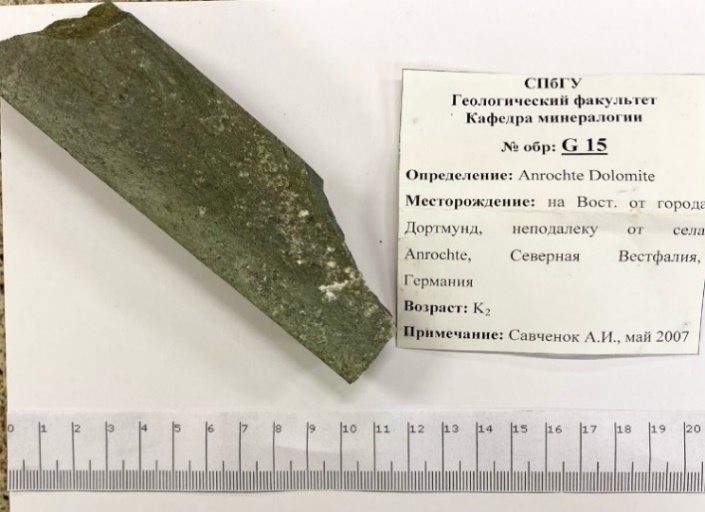 СПбГУ
Геологический факультет
Кафедра минералогии
№ обр: G 15
Определение: Anrochte Dolomite
Месторождение: на Вост. от города
Дортмунд, неподалеку от села
Anrochte, Северная Вестфалия,
Германия
Возраст: K₂
Примечание: Савченок А.И., май 2007
0 1 2 3 4 5 6 7 8 9 10 11 12 13 14 15 16 17 18 19 20